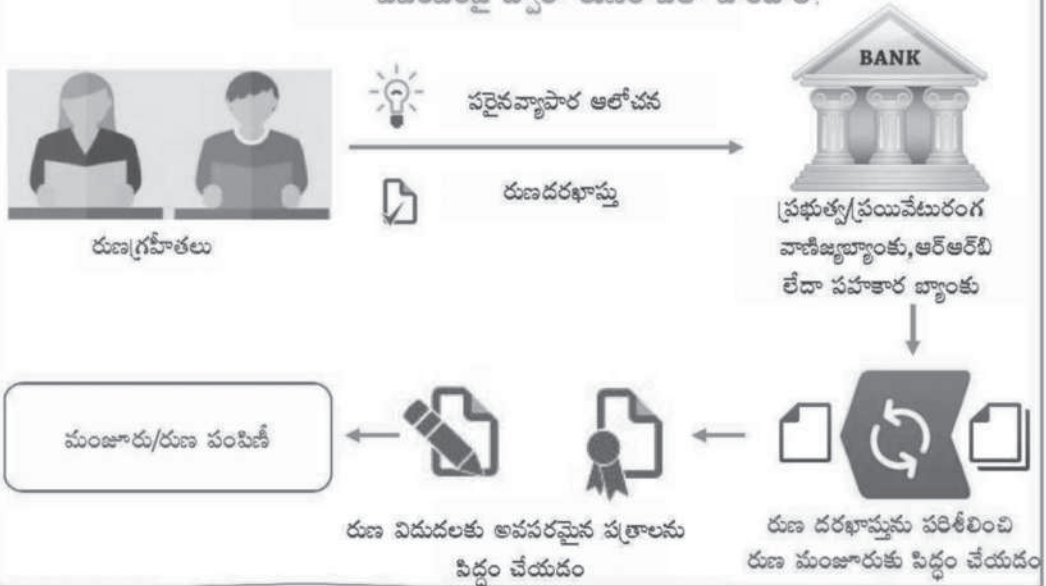 సరైనవ్యాపార ఆలోచన
రుణదరఖాస్తు
రుణగ్రహీతలు
BANK
ప్రభుత్వ/ప్రయివేటురంగ
వాణిజ్యబ్యాంకు,ఆర్ఆర్‌బి
లేదా సహకార బ్యాంకు
రుణ దరఖాస్తును పరిశీలించి
రుణ మంజూరుకు సిద్ధం చేయడం
రుణ విడుదలకు అవసరమైన పత్రాలను
సిద్దం చేయడం
మంజూరు/రుణ పంపిణీ